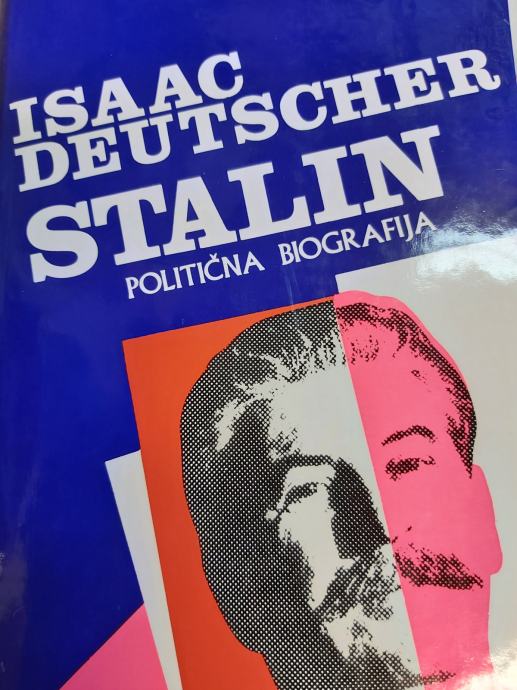 ISAAC
DEUTSCHER
STALIN
POLITIČNA BIOGRAFIJA